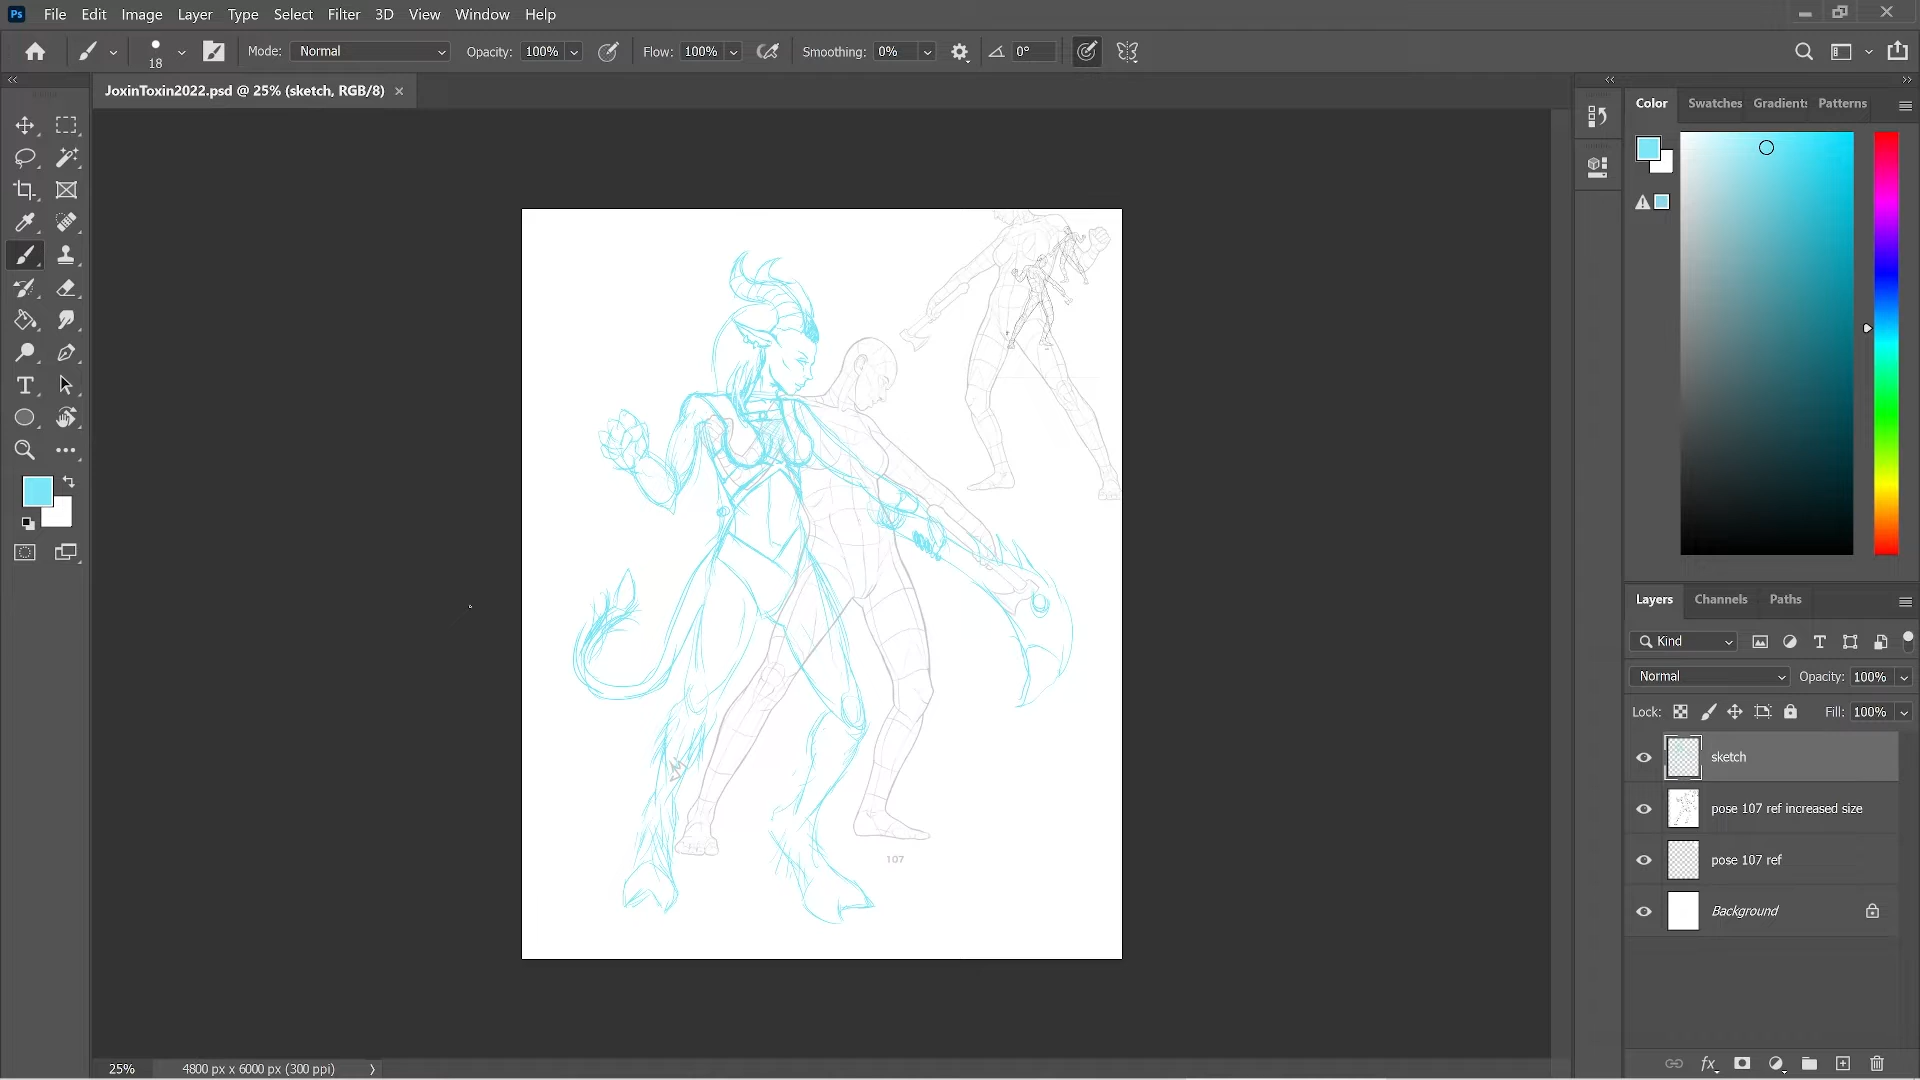 Ps File Edit Image Layer Type Select Filter 3D View Window Help
18 Mode: Normal Opacity: 100% Flow: 100% Smoothing: 0% 0°
JoxinToxin2022.psd @ 25% (sketch, RGB/8) ×
Color Swatches Gradients Patterns
107
Layers Channels Paths
Kind
Normal Opacity: 100%
Lock: Fill: 100%
sketch
pose 107 ref increased size
pose 107 ref
Background
25% 4800 px x 6000 px (300 ppi)